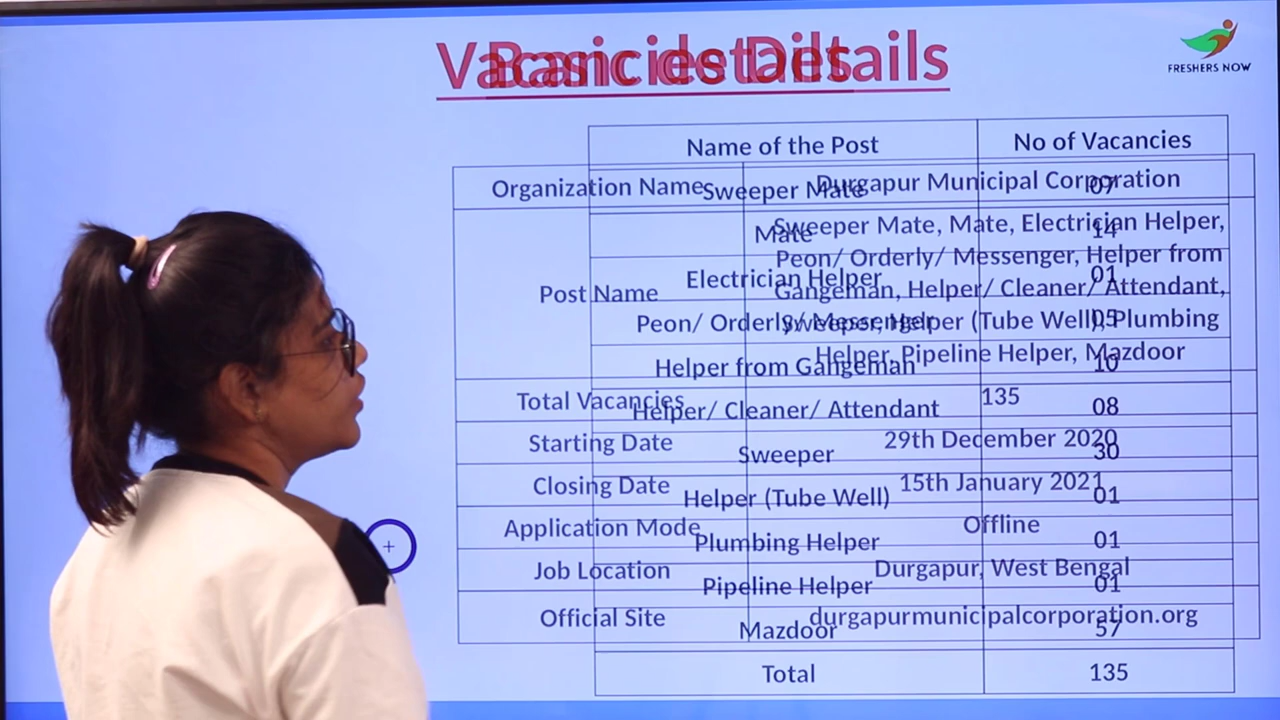 Vacancies Details
Basic details
FRESHERS NOW
Name of the Post No of Vacancies
Sweeper Mate 07
Mate 14
Electrician Helper 01
Peon/ Orderly/ Messenger 05
Helper from Gangeman 10
Helper/ Cleaner/ Attendant 08
Sweeper 30
Helper (Tube Well) 01
Plumbing Helper 01
Pipeline Helper 01
Mazdoor 57
Total 135
Organization Name Durgapur Municipal Corporation
Post Name
Sweeper Mate, Mate, Electrician Helper,
Peon/ Orderly/ Messenger, Helper from
Gangeman, Helper/ Cleaner/ Attendant,
Sweeper, Helper (Tube Well), Plumbing
Helper, Pipeline Helper, Mazdoor
Total Vacancies 135
Starting Date 29th December 2020
Closing Date 15th January 2021
Application Mode Offline
Job Location Durgapur, West Bengal
Official Site durgapurmunicipalcorporation.org